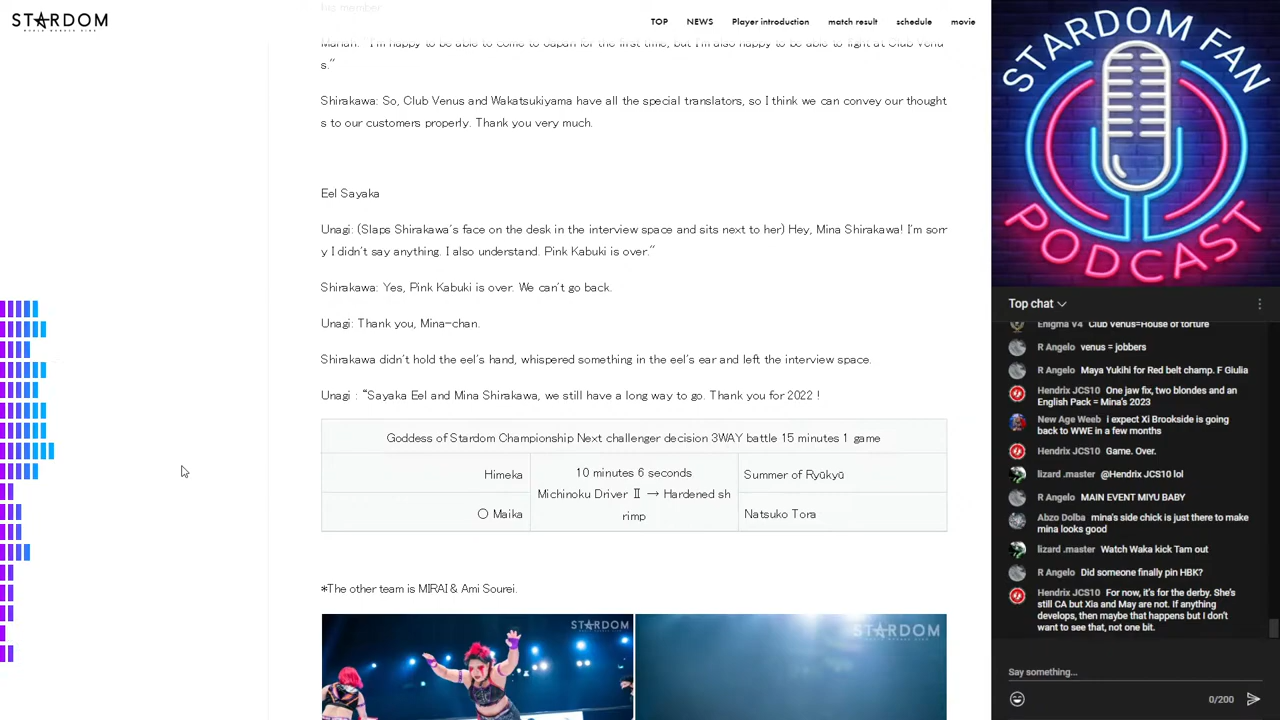 STARDOM
TOP
NEWS
Player introduction
match result
schedule
movie
his member
Mariah: "I'm happy to be able to come to Japan for the first time, but I'm also happy to be able to fight at Club Venu
s."
Shirakawa: So, Club Venus and Wakatsukiyama have all the special translators, so I think we can convey our thought
s to our customers properly. Thank you very much.
Eel Sayaka
Unagi: (Slaps Shirakawa's face on the desk in the interview space and sits next to her) Hey, Mina Shirakawa! I'm sorr
y I didn't say anything. I also understand. Pink Kabuki is over."
Shirakawa: Yes, Pink Kabuki is over. We can't go back.
Unagi: Thank you, Mina-chan.
Shirakawa didn't hold the eel's hand, whispered something in the eel's ear and left the interview space.
Unagi : "Sayaka Eel and Mina Shirakawa, we still have a long way to go. Thank you for 2022 !
Goddess of Stardom Championship Next challenger decision 3WAY battle 15 minutes 1 game
Himeka
10 minutes 6 seconds
Michinoku Driver Ⅱ → Hardened sh
rimp
Summer of Ryūkyū
〇 Maika
Natsuko Tora
*The other team is MIRAI & Ami Sourei.
STARDOM
STARDOM
STARDOM FAN
PODCAST
Top chat
Enigma V4 Club Venus=House of torture
R Angelo venus = jobbers
R Angelo Maya Yukihi for Red belt champ. F Giulia
Hendrix JCS10 One jaw fix, two blondes and an
English Pack = Mina's 2023
New Age Weeb i expect Xi Brookside is going
back to WWE in a few months
Hendrix JCS10 Game. Over.
lizard .master @Hendrix JCS10 lol
R Angelo MAIN EVENT MIYU BABY
Abzo Dolba mina's side chick is just there to make
mina looks good
lizard .master Watch Waka kick Tam out
R Angelo Did someone finally pin HBK?
Hendrix JCS10 For now, it's for the derby. She's
still CA but Xia and May are not. If anything
develops, then maybe that happens but I don't
want to see that, not one bit.
Say something...
0/200